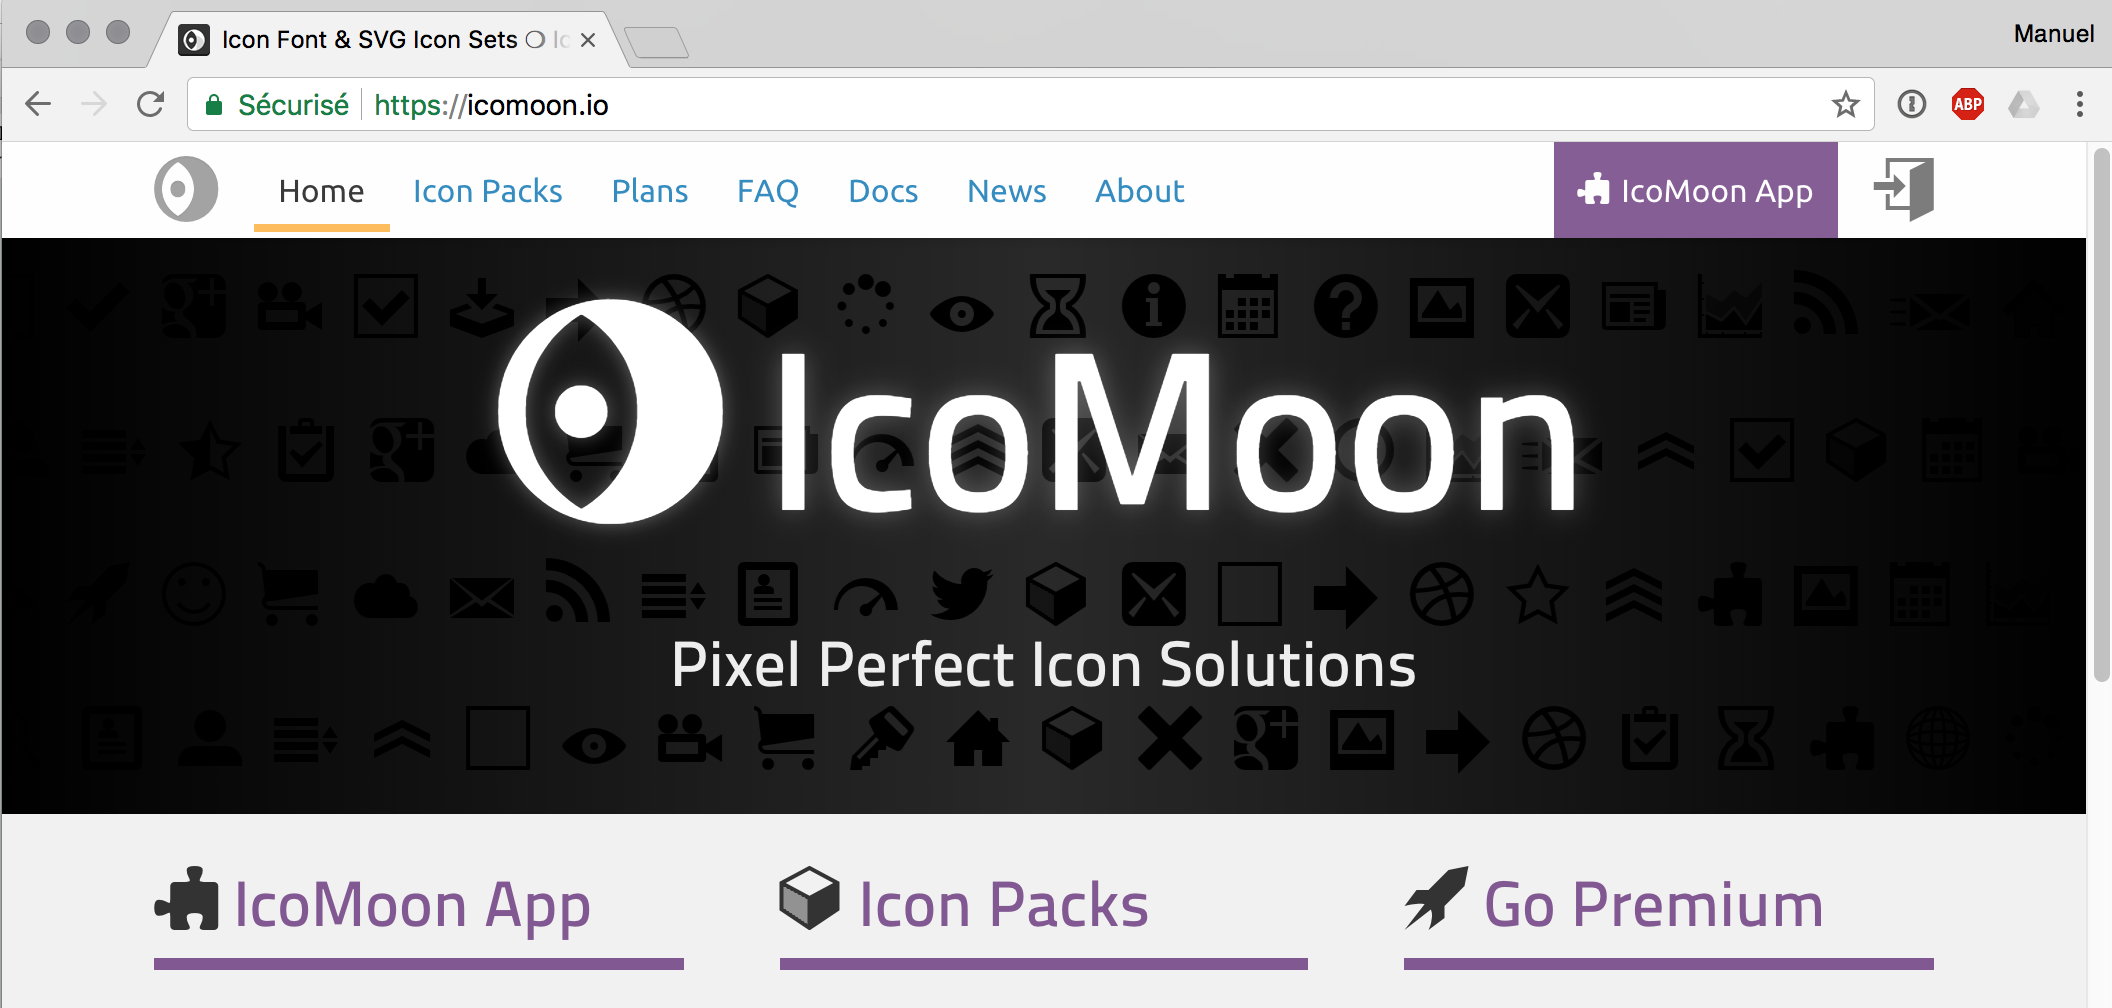 Icon Font & SVG Icon Sets ❍ Ic
Manuel
Sécurisé https://icomoon.io
ABP
Home Icon Packs Plans FAQ Docs News About IcoMoon App
IcoMoon
Pixel Perfect Icon Solutions
IcoMoon App Icon Packs Go Premium